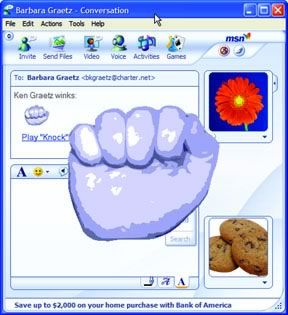 Barbara Graetz - Conversation
File Edit Actions Tools Help
msn
Invite Send Files Video Voice Activities Games
To: Barbara Graetz <bkgraetz@charter.net>
Ken Graetz winks:
Play "Knock"
A
Search
A
Save up to $2,000 on your home purchase with Bank of America